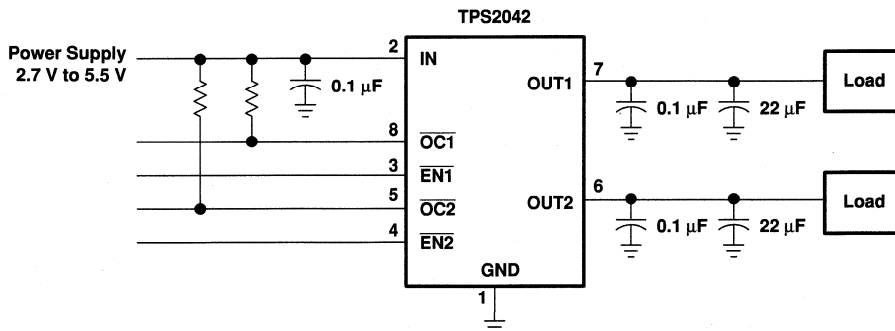 TPS2042
Power Supply
2.7 V to 5.5 V
2
IN
0.1 μF
8
OC1
3
EN1
5
OC2
4
EN2
GND
1
OUT1
7
0.1 μF
22 μF
Load
OUT2
6
0.1 μF
22 μF
Load